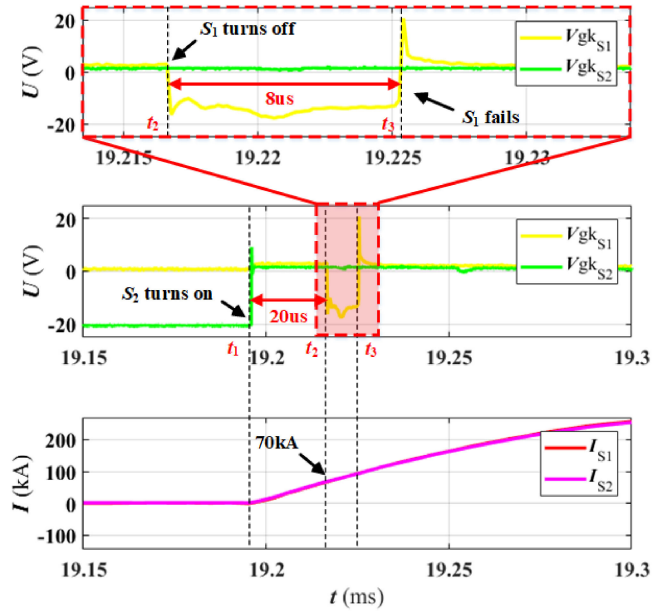 S1 turns off
VgkS1
VgkS2
U (V)
20
0
-20
8us
t2
t3
S1 fails
19.215
19.22
19.225
19.23
20
0
-20
U (V)
VgkS1
VgkS2
S2 turns on
20us
t1
t2
t3
19.15
19.2
19.25
19.3
200
100
0
-100
I (kA)
70kA
IS1
IS2
19.15
19.2
19.25
19.3
t (ms)